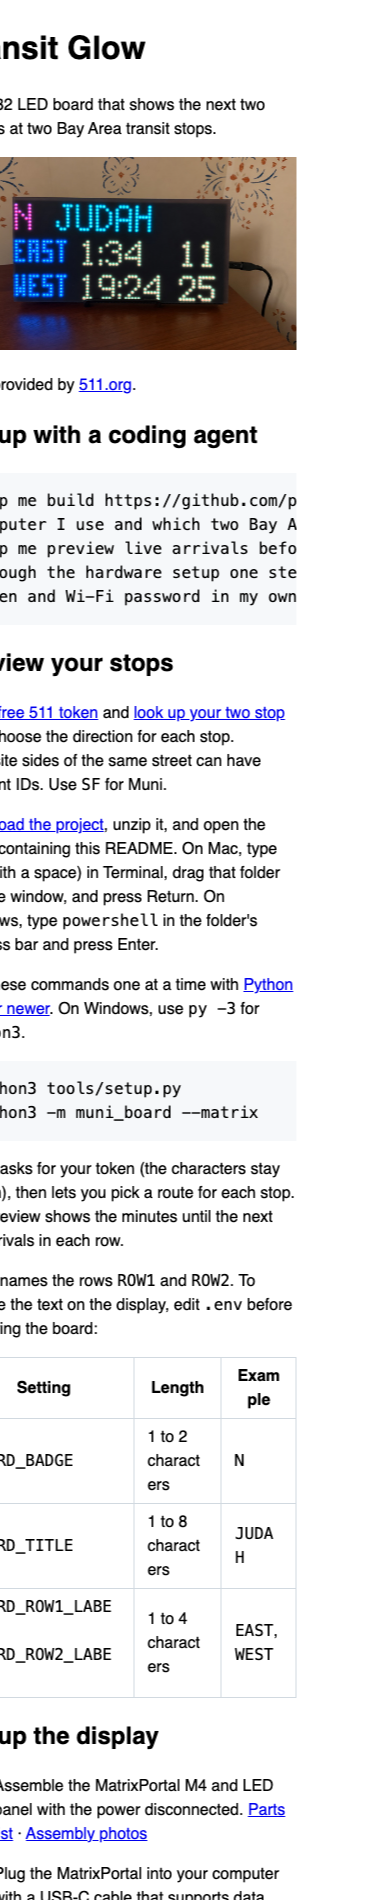 nsit Glow
32 LED board that shows the next two
s at two Bay Area transit stops.
N JUDAH
EAST 1:34 11
WEST 19:24 25
rovided by 511.org.
up with a coding agent
p me build https://github.com/p
puter I use and which two Bay A
p me preview live arrivals befo
ough the hardware setup one ste
en and Wi-Fi password in my own
view your stops
free 511 token and look up your two stop
hoose the direction for each stop.
ite sides of the same street can have
nt IDs. Use SF for Muni.
oad the project, unzip it, and open the
containing this README. On Mac, type
ith a space) in Terminal, drag that folder
e window, and press Return. On
ws, type powershell in the folder's
ss bar and press Enter.
ese commands one at a time with Python
r newer. On Windows, use py -3 for
on3.
hon3 tools/setup.py
hon3 -m muni_board --matrix
asks for your token (the characters stay
n), then lets you pick a route for each stop.
eview shows the minutes until the next
rivals in each row.
names the rows ROW1 and ROW2. To
e the text on the display, edit .env before
ing the board:
Setting Length Exam
ple
RD_BADGE 1 to 2
charact
ers N
RD_TITLE 1 to 8
charact
ers JUDA
H
RD_ROW1_LABE
RD_ROW2_LABE 1 to 4
charact
ers EAST,
WEST
up the display
Assemble the MatrixPortal M4 and LED
panel with the power disconnected. Parts
st · Assembly photos
Plug the MatrixPortal into your computer
with a USB-C cable that supports data